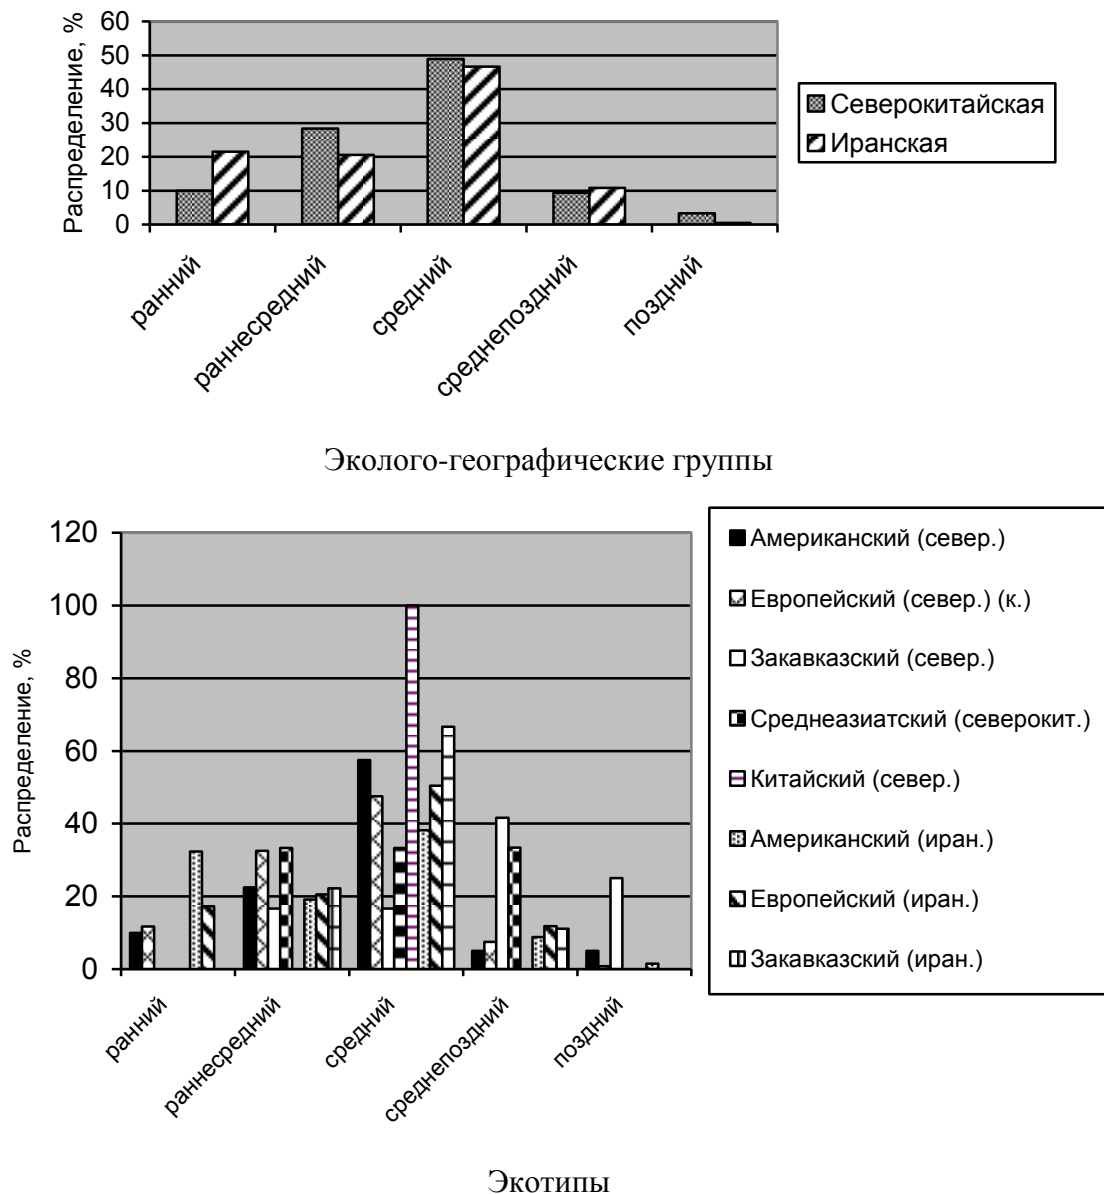 Распределение, %
60
50
40
30
20
10
0
ранний
раннесредний
средний
среднепоздний
поздний
Северокитайская
Иранская
Эколого-географические группы
Распределение, %
120
100
80
60
40
20
0
ранний
раннесредний
средний
среднепоздний
поздний
Американский (север.)
Европейский (север.) (к.)
Закавказский (север.)
Среднеазиатский (северокит.)
Китайский (север.)
Американский (иран.)
Европейский (иран.)
Закавказский (иран.)
Экотипы